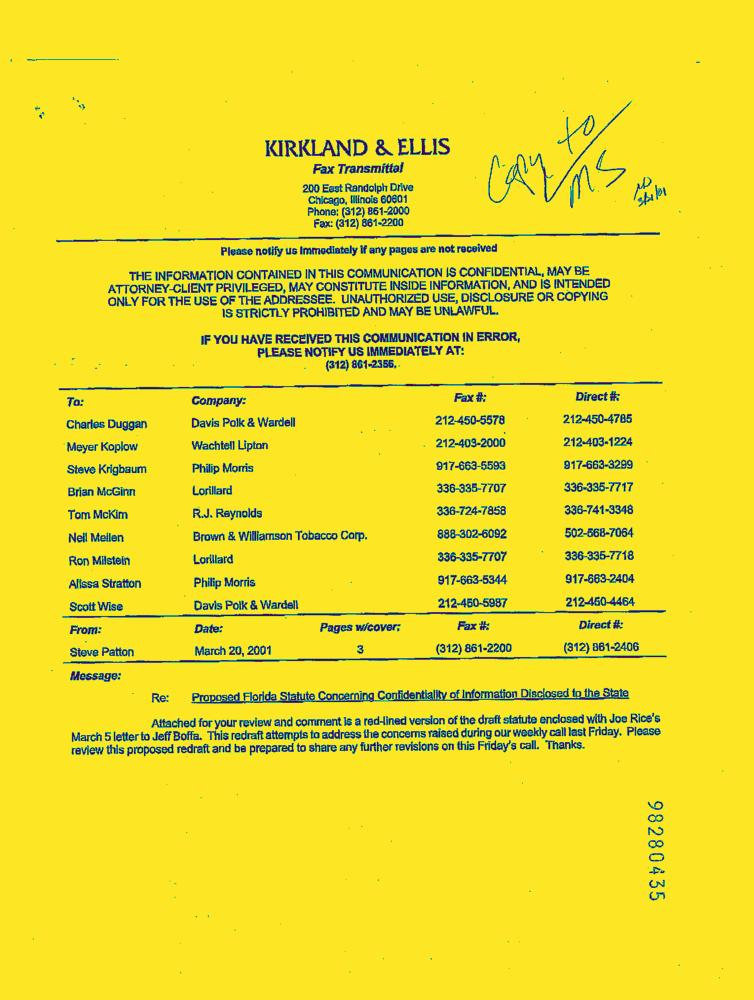 KIRKLAND & ELLIS
Fax Transmittal
200 East Randolph Drive
Chicago, Illinois 60601
Phone: (312) 861-2000
Fax: (312) 861-2200
Copy to
MS
Please notify us immediately if any pages are not received
THE INFORMATION CONTAINED IN THIS COMMUNICATION IS CONFIDENTIAL, MAY BE
ATTORNEY-CLIENT PRIVILEGED, MAY CONSTITUTE INSIDE INFORMATION, AND IS INTENDED
ONLY FOR THE USE OF THE ADDRESSEE. UNAUTHORIZED USE, DISCLOSURE OR COPYING
IS STRICTLY PROHIBITED AND MAY BE UNLAWFUL.
IF YOU HAVE RECEIVED THIS COMMUNICATION IN ERROR,
PLEASE NOTIFY US IMMEDIATELY AT:
(312) 861-2356.
To: Company: Fax #: Direct #:
Charles Duggan Davis Polk & Wardell 212-450-5578 212-450-4785
Meyer Koplow Wachtell Lipton 212-403-2000 212-403-1224
Steve Krigbaum Philip Morris 917-663-5593 917-663-3299
Brian McGinn Lorillard 336-335-7707 336-335-7717
Tom McKim R.J. Reynolds 336-724-7858 336-741-3348
Nell Mellen Brown & Williamson Tobacco Corp. 888-302-6092 502-568-7064
Ron Milstein Lorillard 336-335-7707 336-335-7718
Alissa Stratton Philip Morris 917-663-5344 917-663-2404
Scott Wise Davis Polk & Wardell 212-450-5987 212-450-4464
From: Date: Pages w/cover: Fax #: Direct #:
Steve Patton March 20, 2001 3 (312) 861-2200 (312) 861-2406
Message:
Re: Proposed Florida Statute Concerning Confidentiality of Information Disclosed to the State
Attached for your review and comment is a red-lined version of the draft statute enclosed with Joe Rice's
March 5 letter to Jeff Boffa. This redraft attempts to address the concerns raised during our weekly call last Friday. Please
review this proposed redraft and be prepared to share any further revisions on this Friday's call. Thanks.
98280435